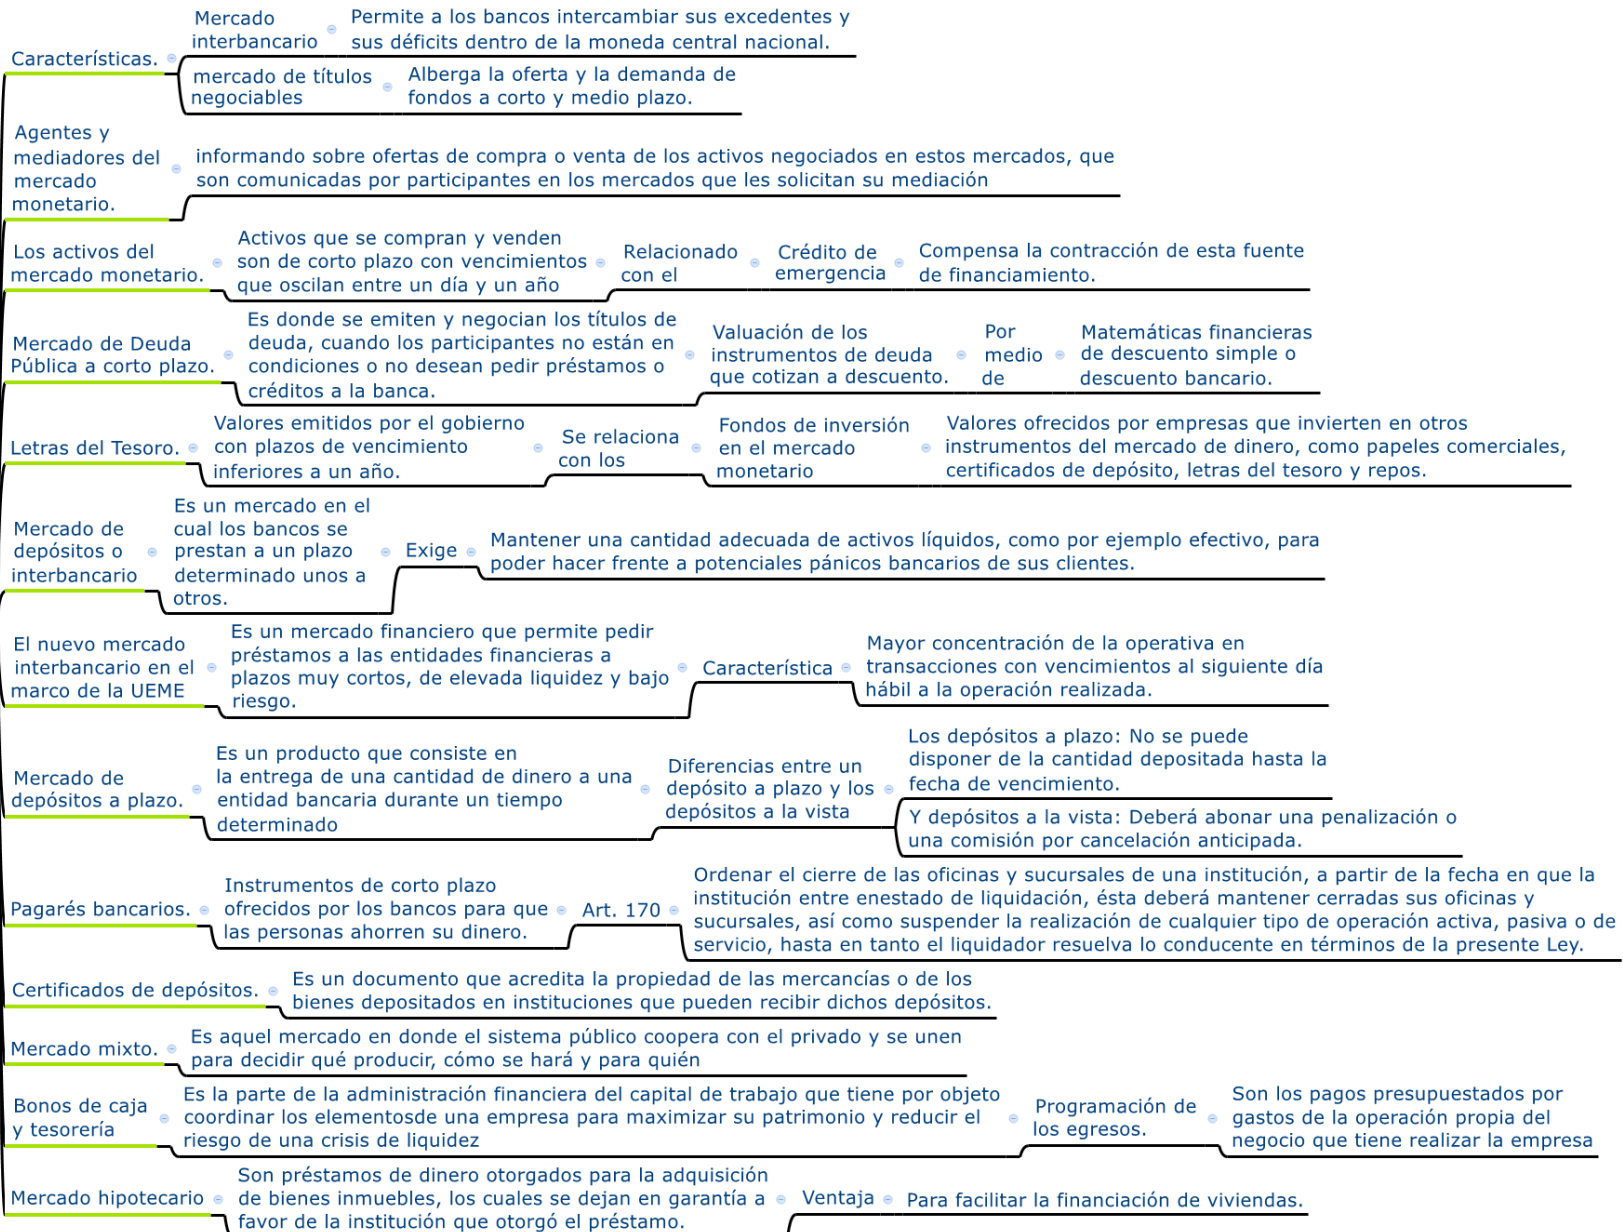 Características.
Mercado
interbancario
Permite a los bancos intercambiar sus excedentes y
sus déficits dentro de la moneda central nacional.
mercado de títulos
negociables
Alberga la oferta y la demanda de
fondos a corto y medio plazo.
Agentes y
mediadores del
mercado
monetario.
informando sobre ofertas de compra o venta de los activos negociados en estos mercados, que
son comunicadas por participantes en los mercados que les solicitan su mediación
Los activos del
mercado monetario.
Activos que se compran y venden
son de corto plazo con vencimientos
que oscilan entre un día y un año
Relacionado
con el
Crédito de
emergencia
Compensa la contracción de esta fuente
de financiamiento.
Mercado de Deuda
Pública a corto plazo.
Es donde se emiten y negocian los títulos de
deuda, cuando los participantes no están en
condiciones o no desean pedir préstamos o
créditos a la banca.
Valuación de los
instrumentos de deuda
que cotizan a descuento.
Por
medio
de
Matemáticas financieras
de descuento simple o
descuento bancario.
Letras del Tesoro.
Valores emitidos por el gobierno
con plazos de vencimiento
inferiores a un año.
Se relaciona
con los
Fondos de inversión
en el mercado
monetario
Valores ofrecidos por empresas que invierten en otros
instrumentos del mercado de dinero, como papeles comerciales,
certificados de depósito, letras del tesoro y repos.
Mercado de
depósitos o
interbancario
Es un mercado en el
cual los bancos se
prestan a un plazo
determinado unos a
otros.
Exige
Mantener una cantidad adecuada de activos líquidos, como por ejemplo efectivo, para
poder hacer frente a potenciales pánicos bancarios de sus clientes.
El nuevo mercado
interbancario en el
marco de la UEME
Es un mercado financiero que permite pedir
préstamos a las entidades financieras a
plazos muy cortos, de elevada liquidez y bajo
riesgo.
Característica
Mayor concentración de la operativa en
transacciones con vencimientos al siguiente día
hábil a la operación realizada.
Mercado de
depósitos a plazo.
Es un producto que consiste en
la entrega de una cantidad de dinero a una
entidad bancaria durante un tiempo
determinado
Diferencias entre un
depósito a plazo y los
depósitos a la vista
Los depósitos a plazo: No se puede
disponer de la cantidad depositada hasta la
fecha de vencimiento.
Y depósitos a la vista: Deberá abonar una penalización o
una comisión por cancelación anticipada.
Pagarés bancarios.
Instrumentos de corto plazo
ofrecidos por los bancos para que
las personas ahorren su dinero.
Art. 170
Ordenar el cierre de las oficinas y sucursales de una institución, a partir de la fecha en que la
institución entre enestado de liquidación, ésta deberá mantener cerradas sus oficinas y
sucursales, así como suspender la realización de cualquier tipo de operación activa, pasiva o de
servicio, hasta en tanto el liquidador resuelva lo conducente en términos de la presente Ley.
Certificados de depósitos.
Es un documento que acredita la propiedad de las mercancías o de los
bienes depositados en instituciones que pueden recibir dichos depósitos.
Mercado mixto.
Es aquel mercado en donde el sistema público coopera con el privado y se unen
para decidir qué producir, cómo se hará y para quién
Bonos de caja
y tesorería
Es la parte de la administración financiera del capital de trabajo que tiene por objeto
coordinar los elementosde una empresa para maximizar su patrimonio y reducir el
riesgo de una crisis de liquidez
Programación de
los egresos.
Son los pagos presupuestados por
gastos de la operación propia del
negocio que tiene realizar la empresa
Mercado hipotecario
Son préstamos de dinero otorgados para la adquisición
de bienes inmuebles, los cuales se dejan en garantía a
favor de la institución que otorgó el préstamo.
Ventaja
Para facilitar la financiación de viviendas.